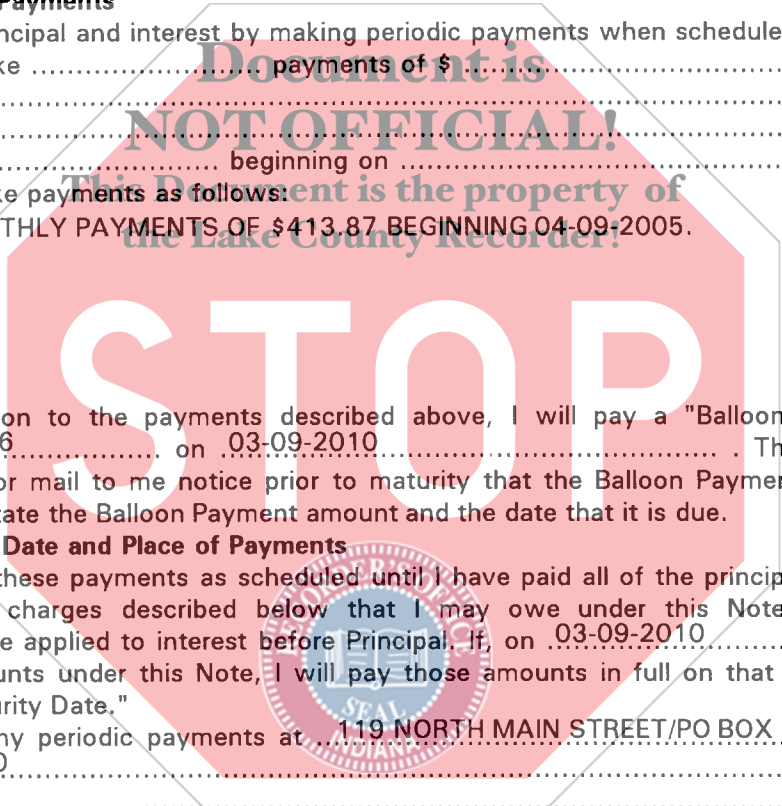 Payments
ncipal and interest by making periodic payments when schedule
ke .......................... payments of $ ..........................
Document is
NOT OFFICIAL!
.......................... beginning on ..........................
ke payments as follows:
This Document is the property of
THLY PAYMENTS OF $413.87 BEGINNING 04-09-2005.
the Lake County Recorder!
STOP
on to the payments described above, I will pay a "Balloon
6 .................. on .03-09-2010 .......................................... . Th
or mail to me notice prior to maturity that the Balloon Paymen
tate the Balloon Payment amount and the date that it is due.
Date and Place of Payments
these payments as scheduled until I have paid all of the princip
charges described below that I may owe under this Note
e applied to interest before Principal. If, on .03-09-2010
unts under this Note, I will pay those amounts in full on that
rity Date."
ny periodic payments at ...119 NORTH MAIN STREET/PO BOX
0
RECORDER'S OFFICE
SEAL
INDIANA